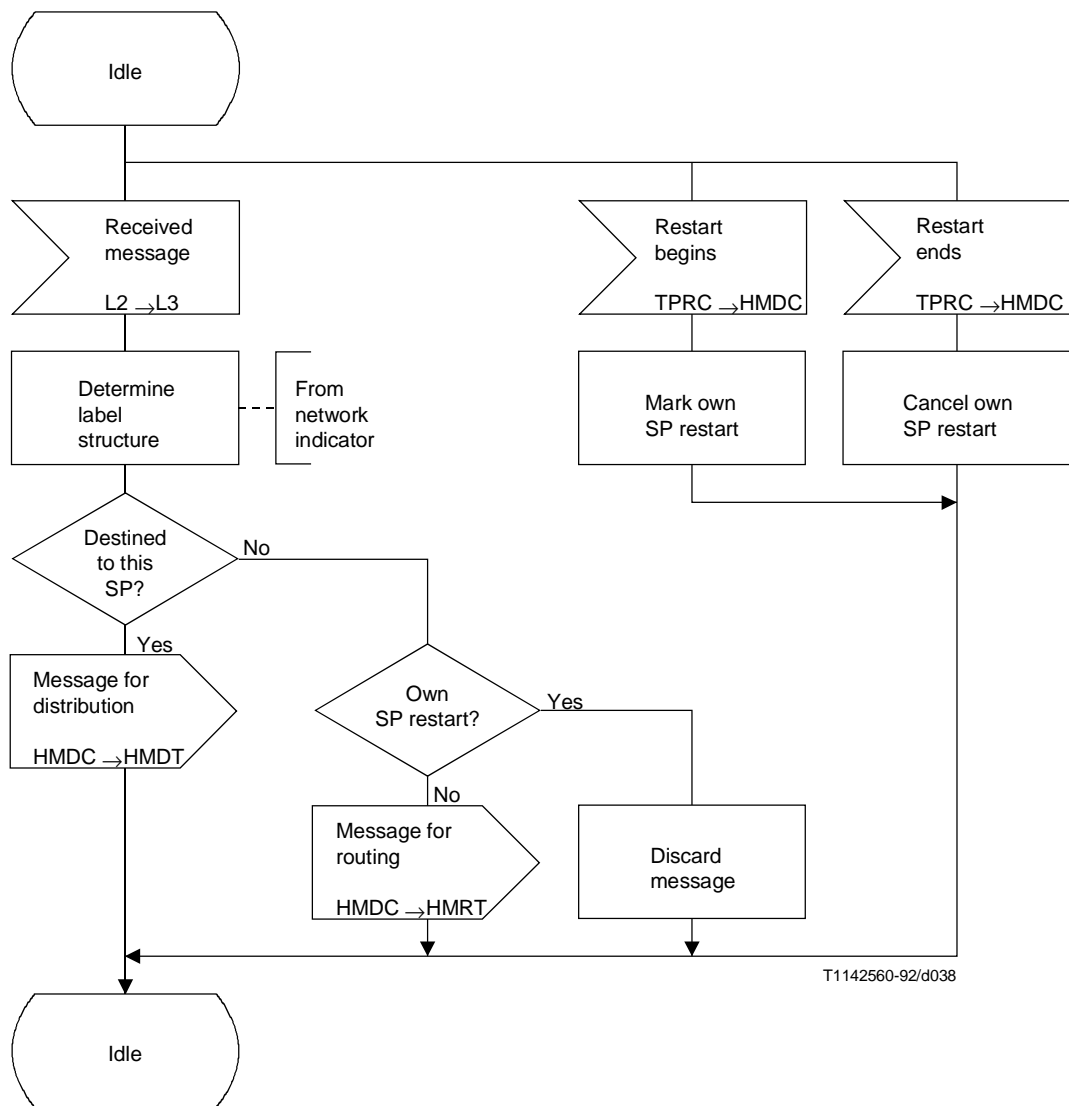 Idle
Received
message
L2 →L3
Restart
begins
TPRC →HMDC
Restart
ends
TPRC →HMDC
Determine
label
structure
From
network
indicator
Mark own
SP restart
Cancel own
SP restart
Destined
to this
SP?
No
Yes
Message for
distribution
HMDC →HMDT
Own
SP restart?
Yes
No
Message for
routing
HMDC →HMRT
Discard
message
T1142560-92/d038
Idle